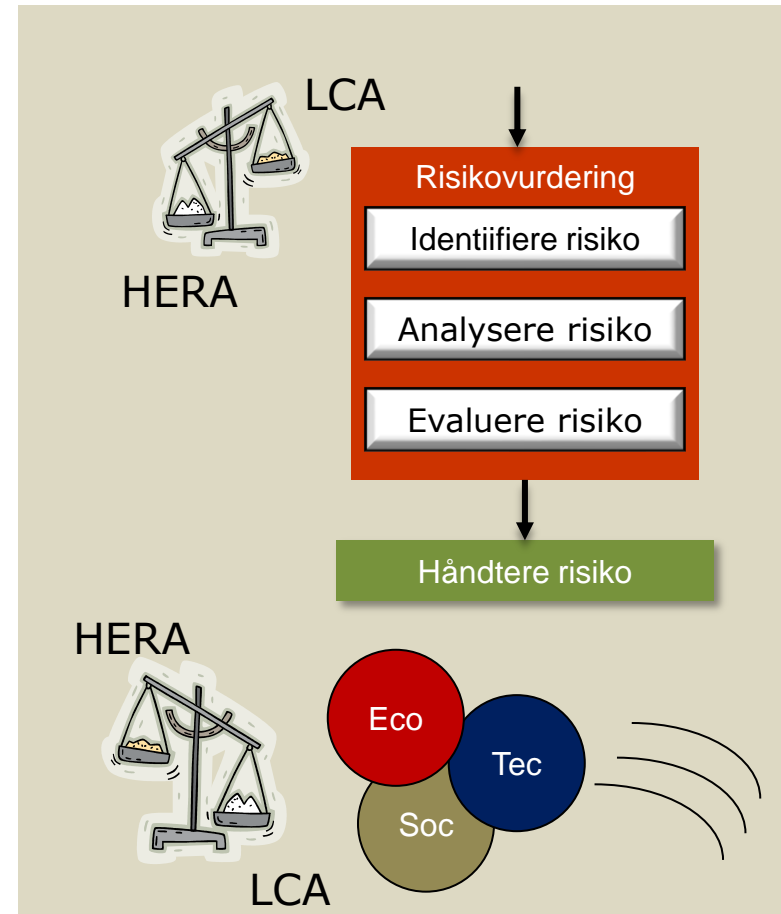 LCA
HERA
Risikovurdering
Identiifiere risiko
Analysere risiko
Evaluere risiko
Håndtere risiko
HERA
LCA
Eco
Tec
Soc